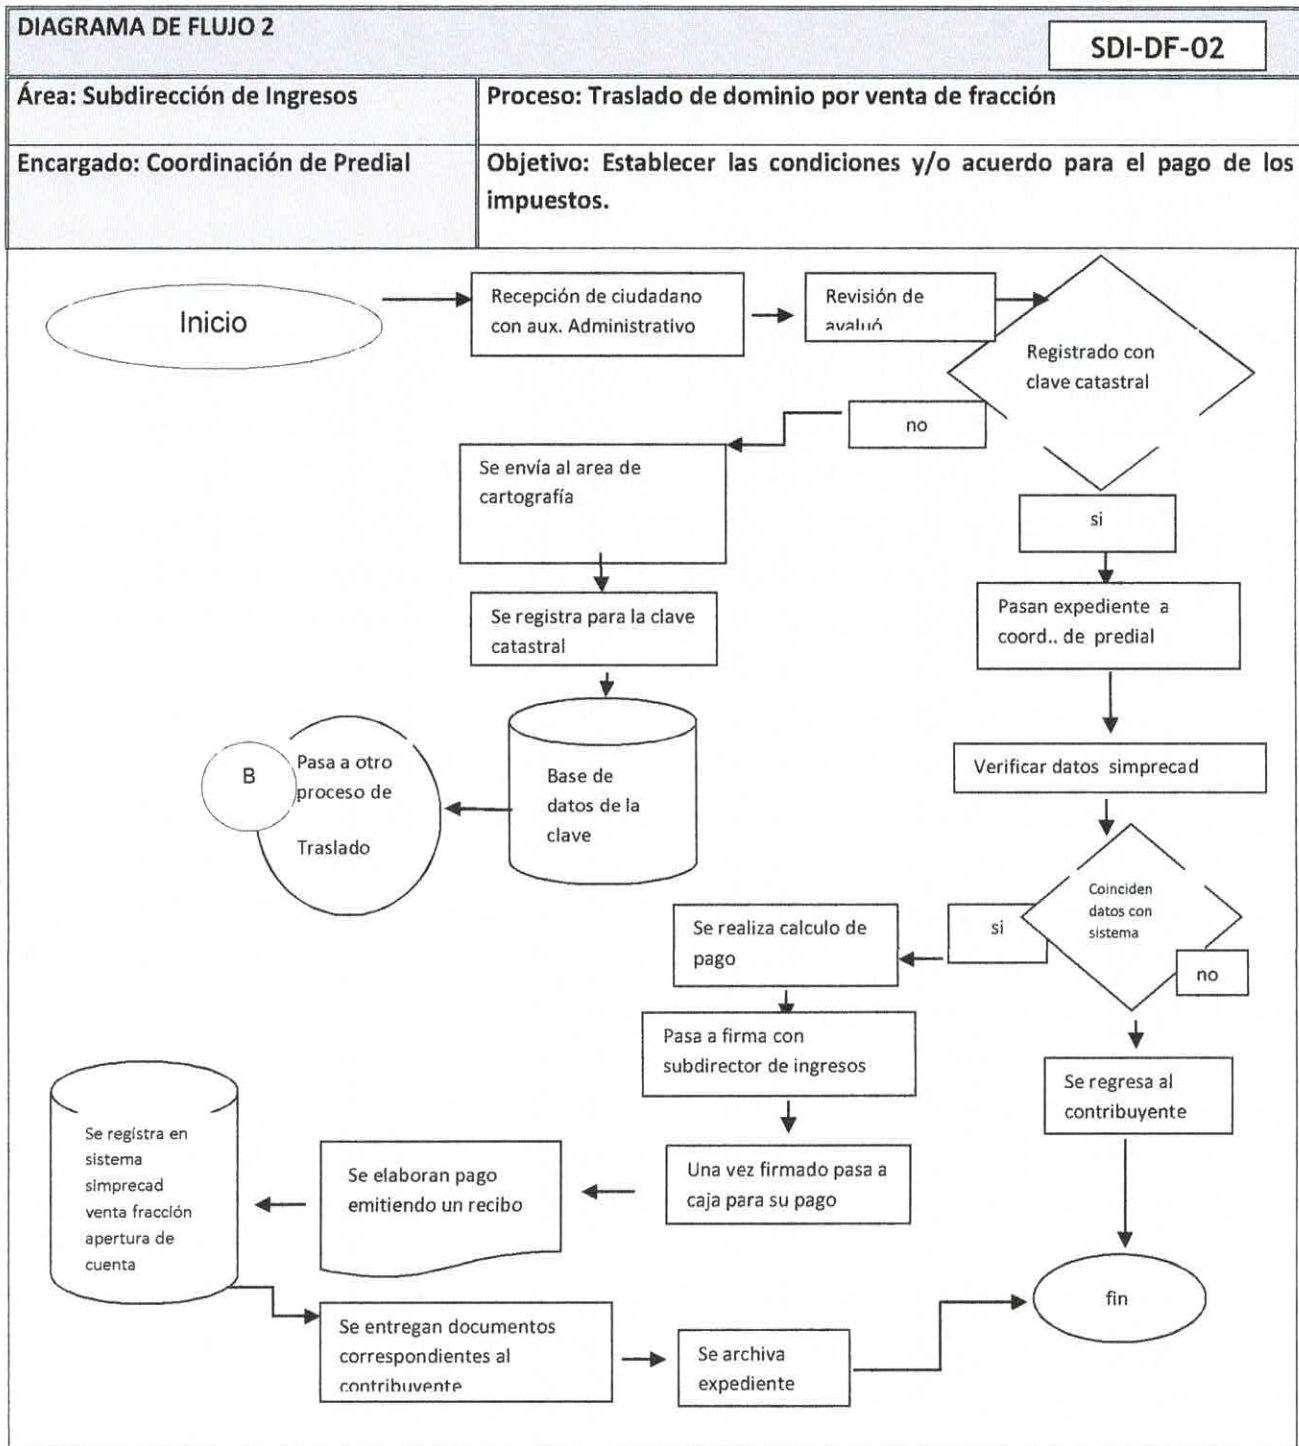 DIAGRAMA DE FLUJO 2
SDI-DF-02
Área: Subdirección de Ingresos
Proceso: Traslado de dominio por venta de fracción
Encargado: Coordinación de Predial
Objetivo: Establecer las condiciones y/o acuerdo para el pago de los
impuestos.
Inicio
Recepción de ciudadano
con aux. Administrativo
Revisión de
avaluó
Registrado con
clave catastral
no
Se envía al area de
cartografía
si
Se registra para la clave
catastral
Pasan expediente a
coord.. de predial
Base de
datos de la
clave
B
Pasa a otro
proceso de
Traslado
Verificar datos simprecad
Coinciden
datos con
sistema
si
no
Se realiza calculo de
pago
Pasa a firma con
subdirector de ingresos
Se regresa al
contribuyente
Una vez firmado pasa a
caja para su pago
Se elaboran pago
emitiendo un recibo
Se registra en
sistema
simprecad
venta fracción
apertura de
cuenta
Se entregan documentos
correspondientes al
contribuyente
Se archiva
expediente
fin